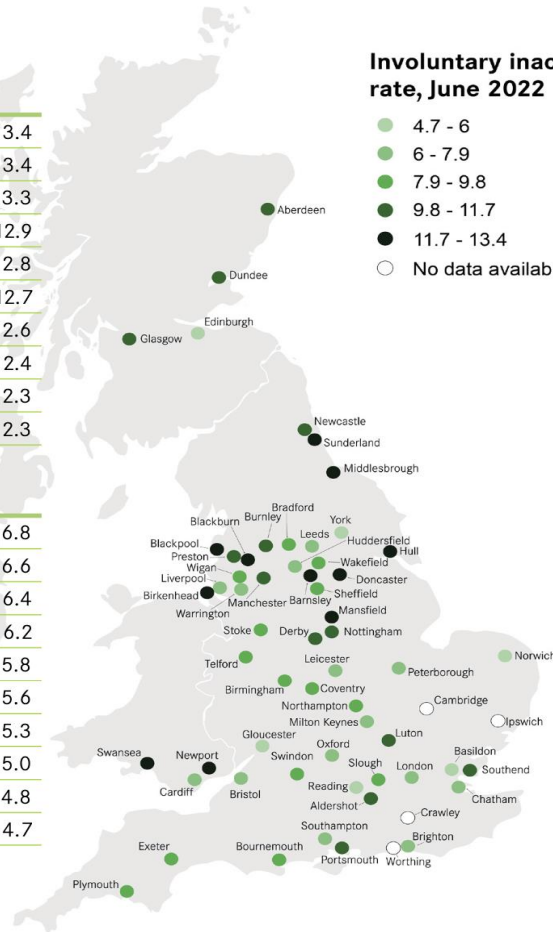 Involuntary inac
rate, June 2022
4.7 - 6
6 - 7.9
7.9 - 9.8
9.8 - 11.7
11.7 - 13.4
No data availab
3.4
3.4
3.3
2.9
2.8
2.7
2.6
2.4
2.3
2.3
6.8
6.6
6.4
6.2
5.8
5.6
5.3
5.0
4.8
4.7
Aberdeen
Dundee
Edinburgh
Glasgow
Newcastle
Sunderland
Middlesbrough
Bradford
Burnley
Blackburn
York
Leeds
Huddersfield
Blackpool
Hull
Preston
Wakefield
Wigan
Liverpool
Doncaster
Birkenhead
Sheffield
Manchester
Barnsley
Warrington
Mansfield
Stoke
Derby
Nottingham
Telford
Leicester
Norwich
Peterborough
Birmingham
Coventry
Northampton
Cambridge
Milton Keynes
Ipswich
Gloucester
Luton
Swansea
Newport
Swindon
Oxford
Basildon
Slough
London
Southend
Cardiff
Bristol
Reading
Chatham
Aldershot
Crawley
Southampton
Brighton
Exeter
Bournemouth
Portsmouth
Worthing
Plymouth